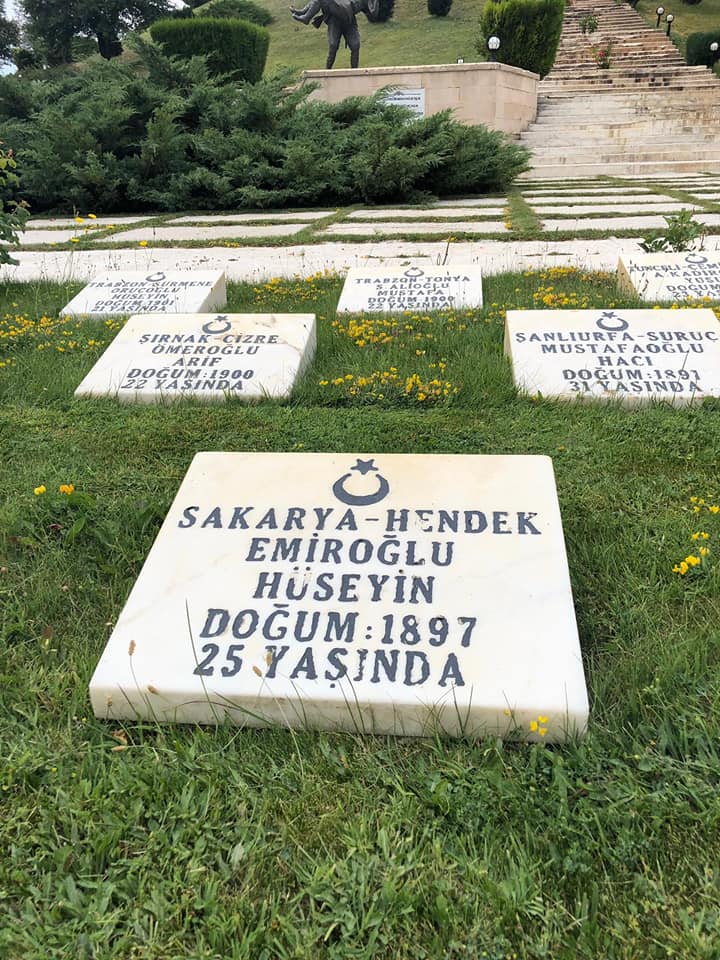 TRABZON-SÜRMENE
HÜSEYİN
21 YAŞINDA
TRABZON-TONYA
S.ALİOĞLU
MUSTAFA
DOĞUM:1900
22 YAŞINDA
ŞIRNAK-CİZRE
ÖMEROĞLU
ARİF
DOĞUM:1900
22 YAŞINDA
ŞANLIURFA-SURUÇ
MUSTAFAOĞLU
HACI
DOĞUM:1891
31 YAŞINDA
SAKARYA-HENDEK
EMİROĞLU
HÜSEYİN
DOĞUM:1897
25 YAŞINDA